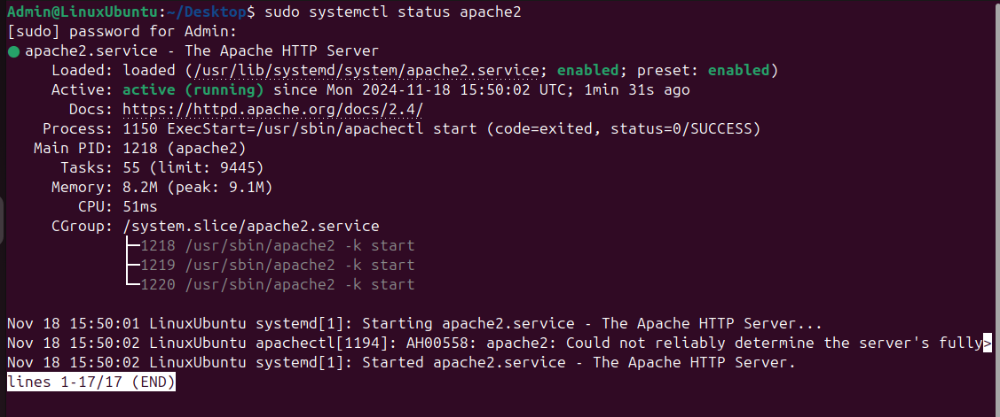 Admin@LinuxUbuntu:~/Desktop$ sudo systemctl status apache2
[sudo] password for Admin:
● apache2.service - The Apache HTTP Server
     Loaded: loaded (/usr/lib/systemd/system/apache2.service; enabled; preset: enabled)
     Active: active (running) since Mon 2024-11-18 15:50:02 UTC; 1min 31s ago
       Docs: https://httpd.apache.org/docs/2.4/
    Process: 1150 ExecStart=/usr/sbin/apachectl start (code=exited, status=0/SUCCESS)
   Main PID: 1218 (apache2)
      Tasks: 55 (limit: 9445)
     Memory: 8.2M (peak: 9.1M)
        CPU: 51ms
     CGroup: /system.slice/apache2.service
             ├─1218 /usr/sbin/apache2 -k start
             ├─1219 /usr/sbin/apache2 -k start
             └─1220 /usr/sbin/apache2 -k start

Nov 18 15:50:01 LinuxUbuntu systemd[1]: Starting apache2.service - The Apache HTTP Server...
Nov 18 15:50:02 LinuxUbuntu apachectl[1194]: AH00558: apache2: Could not reliably determine the server's fully>
Nov 18 15:50:02 LinuxUbuntu systemd[1]: Started apache2.service - The Apache HTTP Server.
lines 1-17/17 (END)